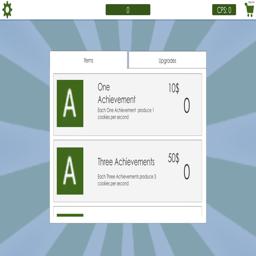 0
CPS: 0
Items
Upgrades
A
One
Achievement
10$
Each One Achievement produce 1
cookies per second
0
A
Three Achievements
50$
Each Three Achievements produce 3
cookies per second
0